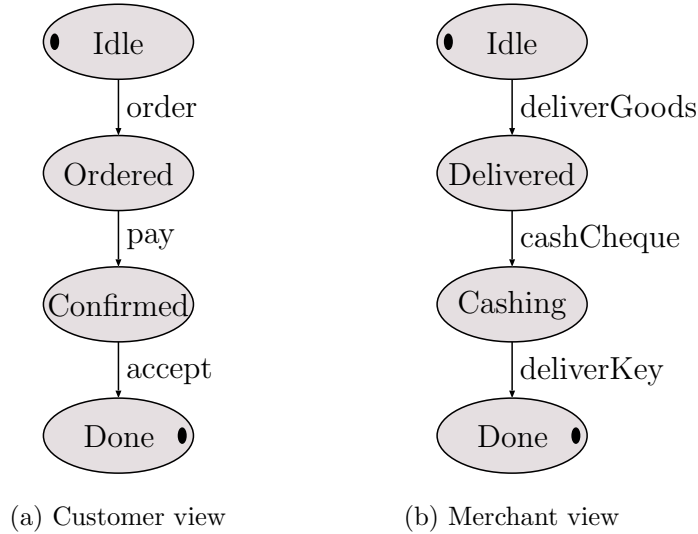 Idle
order
Ordered
pay
Confirmed
accept
Done
(a) Customer view
Idle
deliverGoods
Delivered
cashCheque
Cashing
deliverKey
Done
(b) Merchant view